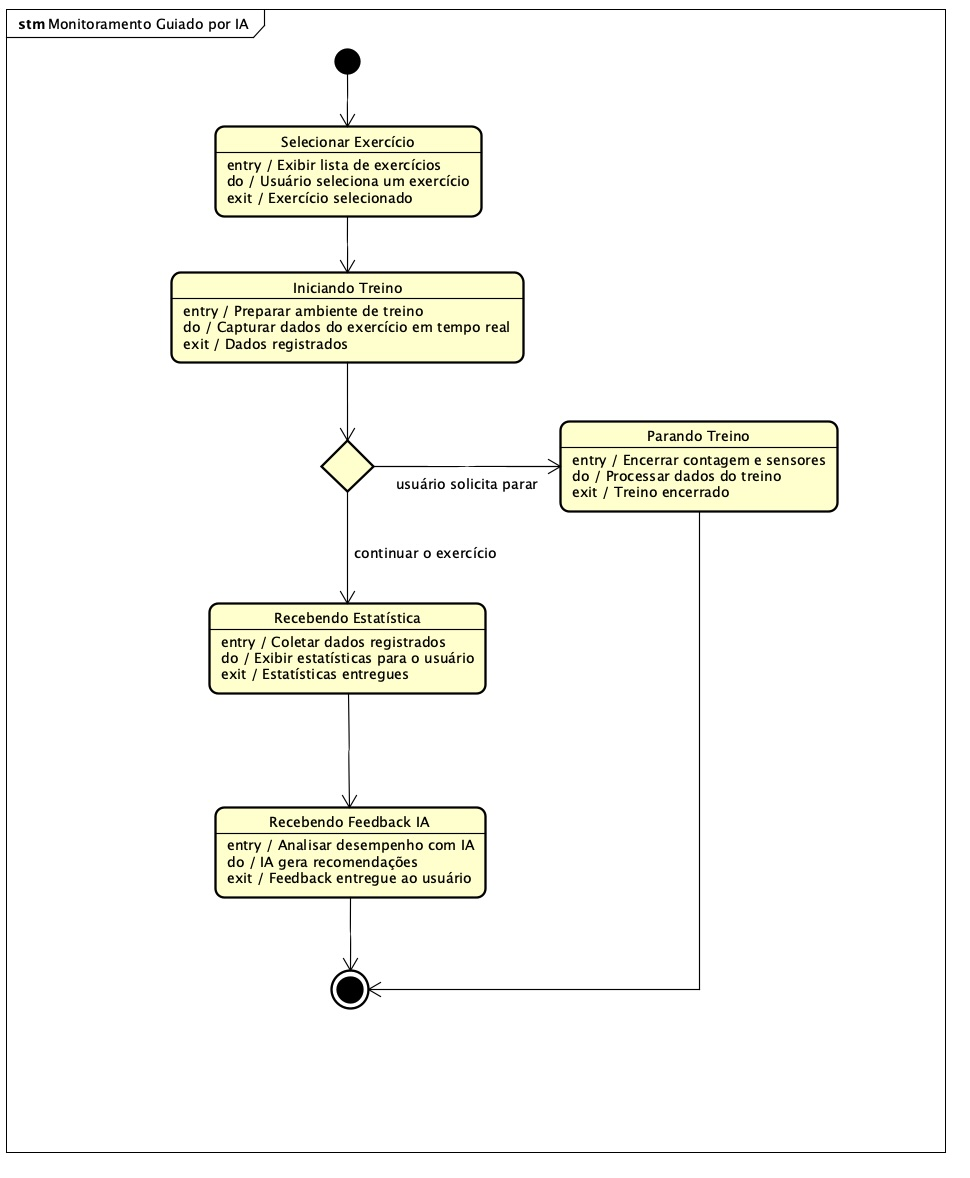 stm Monitoramento Guiado por IA
Selecionar Exercício
entry / Exibir lista de exercícios
do / Usuário seleciona um exercício
exit / Exercício selecionado
Iniciando Treino
entry / Preparar ambiente de treino
do / Capturar dados do exercício em tempo real
exit / Dados registrados
Parando Treino
entry / Encerrar contagem e sensores
do / Processar dados do treino
exit / Treino encerrado
usuário solicita parar
continuar o exercício
Recebendo Estatística
entry / Coletar dados registrados
do / Exibir estatísticas para o usuário
exit / Estatísticas entregues
Recebendo Feedback IA
entry / Analisar desempenho com IA
do / IA gera recomendações
exit / Feedback entregue ao usuário